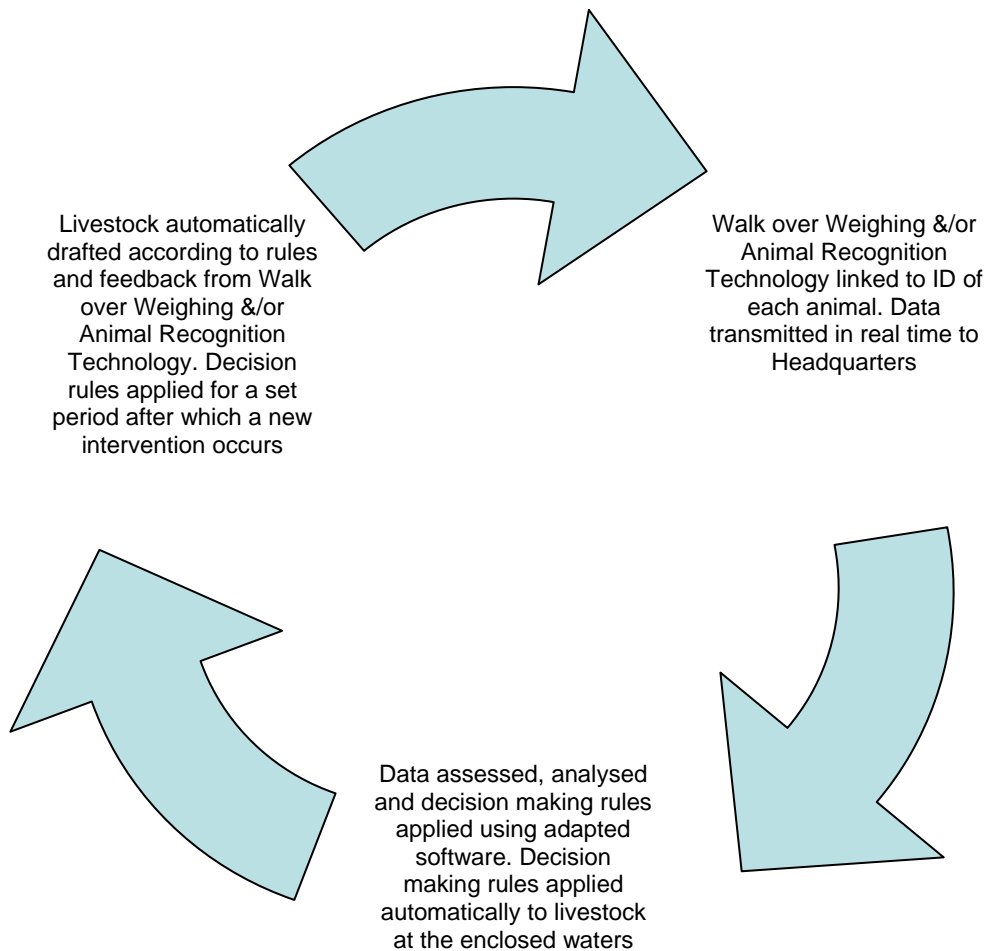 Livestock automatically
drafted according to rules
and feedback from Walk
over Weighing &/or
Animal Recognition
Technology. Decision
rules applied for a set
period after which a new
intervention occurs
Walk over Weighing &/or
Animal Recognition
Technology linked to ID of
each animal. Data
transmitted in real time to
Headquarters
Data assessed, analysed
and decision making rules
applied using adapted
software. Decision
making rules applied
automatically to livestock
at the enclosed waters